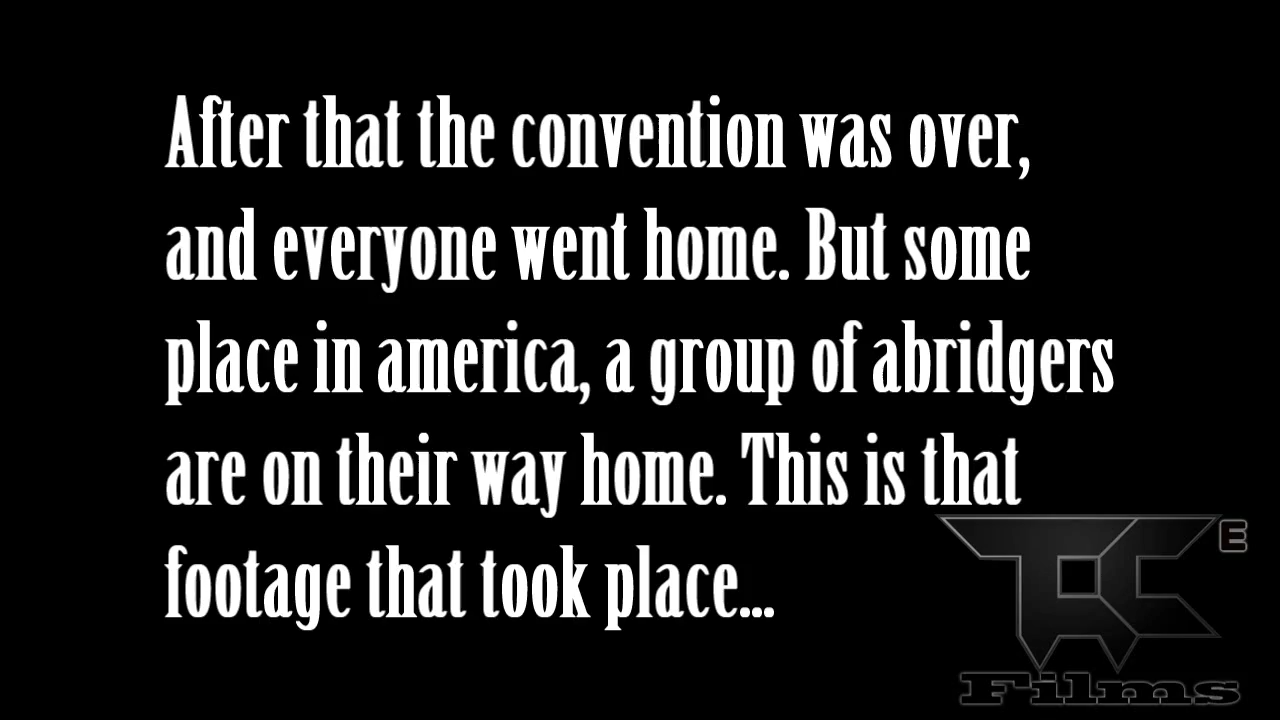 After that the convention was over,
and everyone went home. But some
place in america, a group of abridgers
are on their way home. This is that
footage that took place...
E
Films